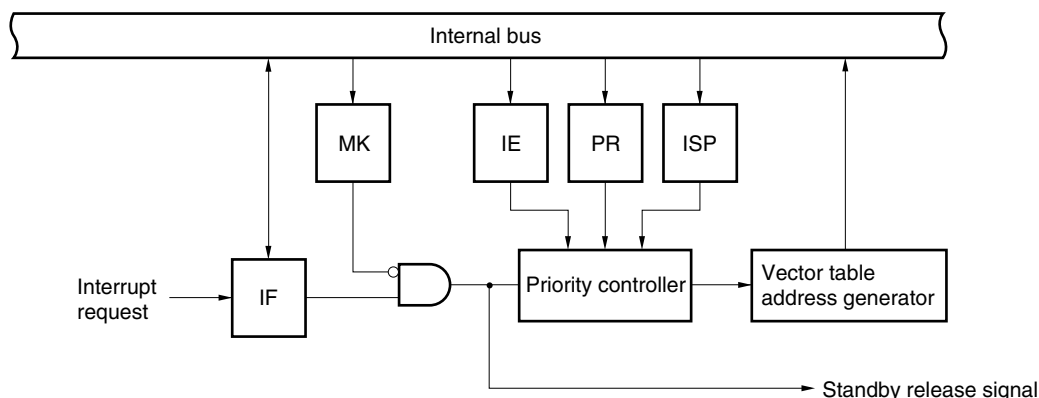 Internal bus
MK
IE
PR
ISP
Interrupt
request
IF
Priority controller
Vector table
address generator
Standby release signal